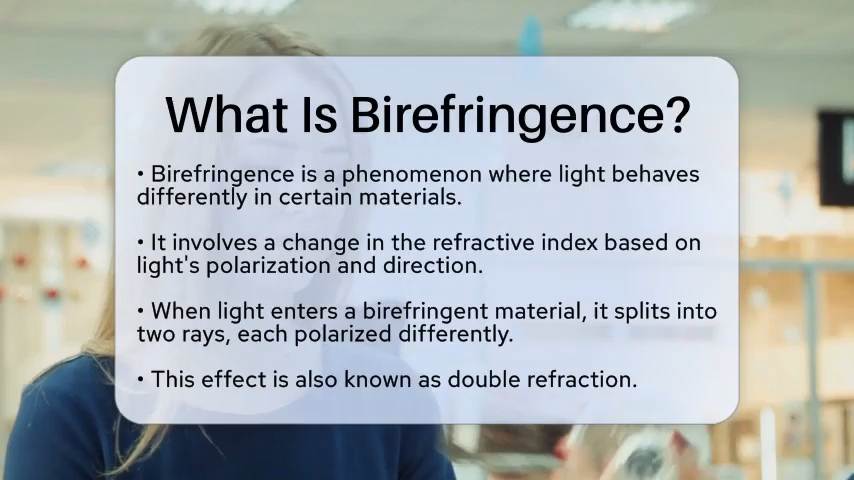 What Is Birefringence?
• Birefringence is a phenomenon where light behaves
differently in certain materials.
• It involves a change in the refractive index based on
light's polarization and direction.
• When light enters a birefringent material, it splits into
two rays, each polarized differently.
• This effect is also known as double refraction.